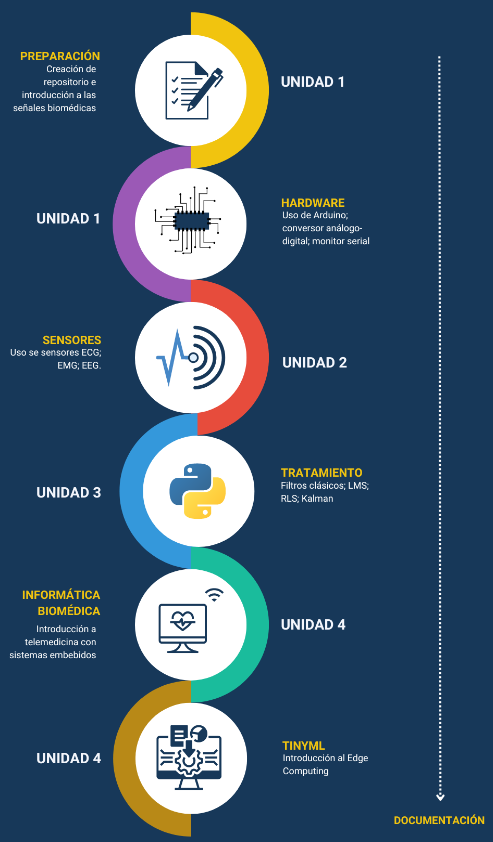 PREPARACIÓN
Creación de
repositorio e
introducción a las
señales biomédicas
UNIDAD 1
UNIDAD 1
HARDWARE
Uso de Arduino;
conversor análogo-
digital; monitor serial
SENSORES
Uso se sensores ECG;
EMG; EEG.
UNIDAD 2
UNIDAD 3
TRATAMIENTO
Filtros clásicos; LMS;
RLS; Kalman
INFORMÁTICA
BIOMÉDICA
Introducción a
telemedicina con
sistemas embebidos
UNIDAD 4
UNIDAD 4
TINYML
Introducción al Edge
Computing
DOCUMENTACIÓN